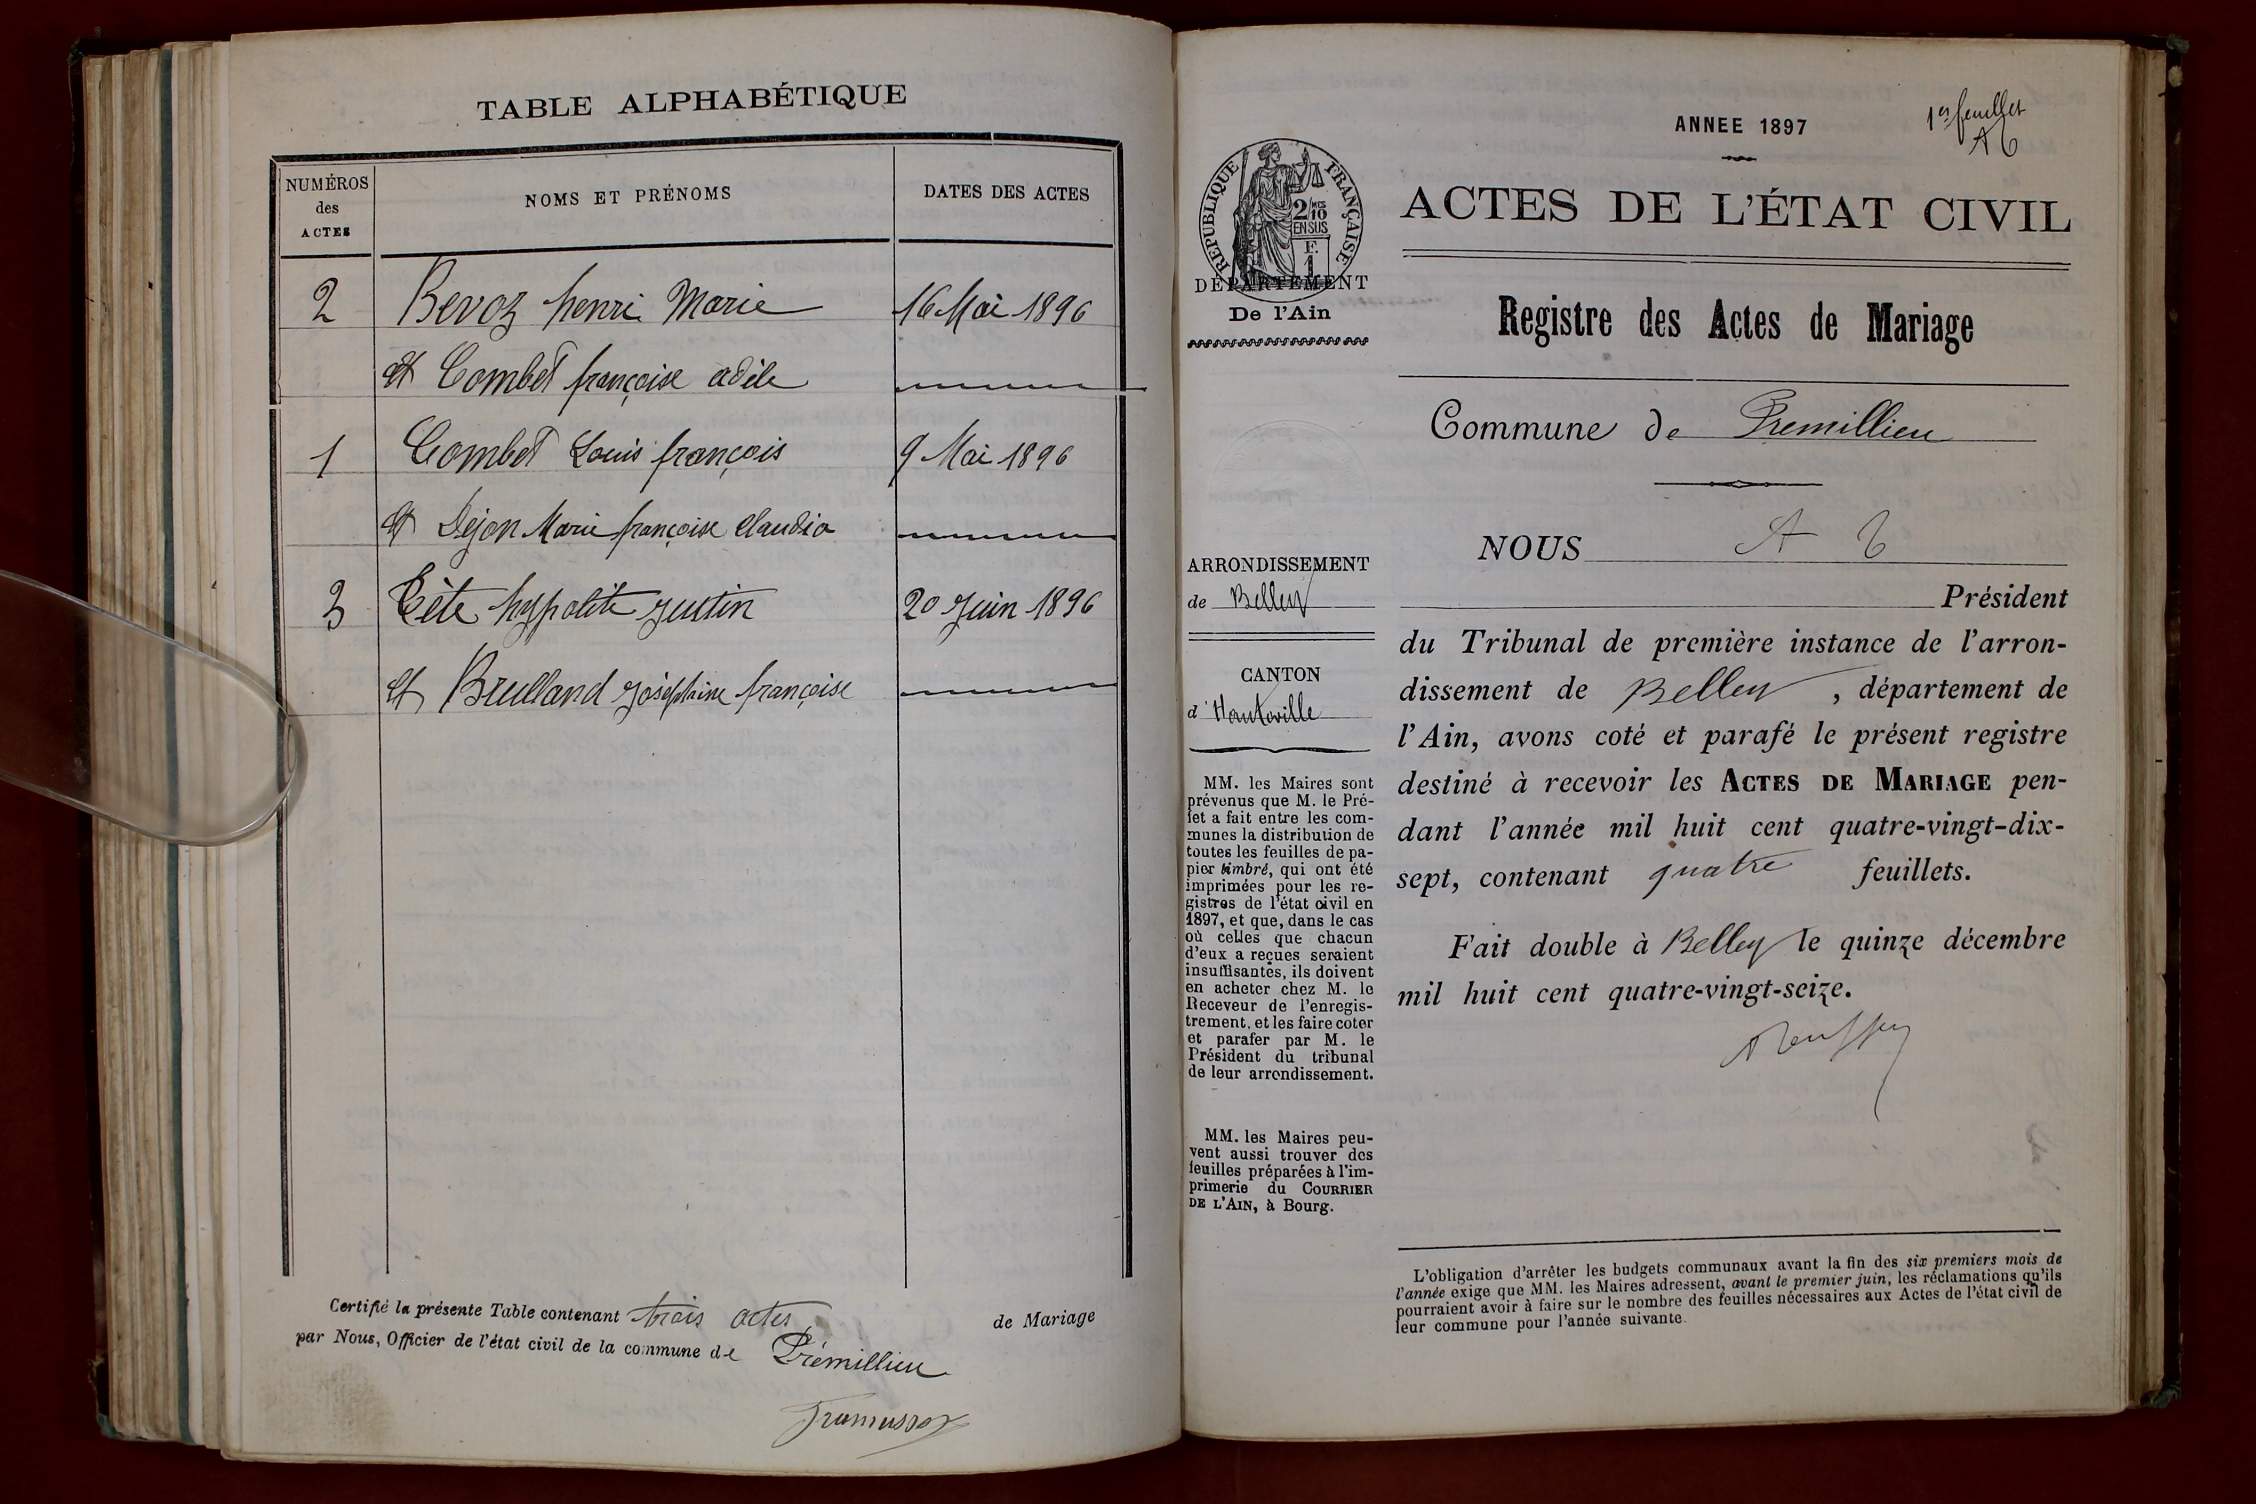 TABLE ALPHABÉTIQUE
NUMÉROS
des
ACTES
NOMS ET PRÉNOMS
DATES DES ACTES
2 Bevoz henri Marie 16 Mai 1896
et Combet françoise adèle
1 Combet Louis françois 9 Mai 1896
et Dejon Marie françoise Claudia
3 Tête hyppolite justin 20 juin 1896
et Brulland joséphine françoise
Certifié la présente Table contenant trois actes de Mariage
par Nous, Officier de l'état civil de la commune de Prémillieu
Tramusset
1er feuillet
A
ANNEE 1897
RÉPUBLIQUE FRANÇAISE
2/10 MES
EN SUS
F
1
DÉPARTEMENT
De l'Ain
ARRONDISSEMENT
de Belley
CANTON
d'Hauteville
MM. les Maires sont
prévenus que M. le Pré-
fet a fait entre les com-
munes la distribution de
toutes les feuilles de pa-
pier timbré, qui ont été
imprimées pour les re-
gistres de l'état civil en
1897, et que, dans le cas
où celles que chacun
d'eux a reçues seraient
insuffisantes, ils doivent
en acheter chez M. le
Receveur de l'enregis-
trement, et les faire coter
et parafer par M. le
Président du tribunal
de leur arrondissement.
MM. les Maires peu-
vent aussi trouver des
feuilles préparées à l'im-
primerie du COURRIER
DE L'AIN, à Bourg.
ACTES DE L'ÉTAT CIVIL
Registre des Actes de Mariage
Commune de Premillieu
NOUS A
Président
du Tribunal de première instance de l'arron-
dissement de Belley, département de
l'Ain, avons coté et parafé le présent registre
destiné à recevoir les ACTES DE MARIAGE pen-
dant l'année mil huit cent quatre-vingt-dix-
sept, contenant quatre feuillets.
Fait double à Belley le quinze décembre
mil huit cent quatre-vingt-seize.
L'obligation d'arrêter les budgets communaux avant la fin des six premiers mois de
l'année exige que MM. les Maires adressent, avant le premier juin, les réclamations qu'ils
pourraient avoir à faire sur le nombre des feuilles nécessaires aux Actes de l'état civil de
leur commune pour l'année suivante.